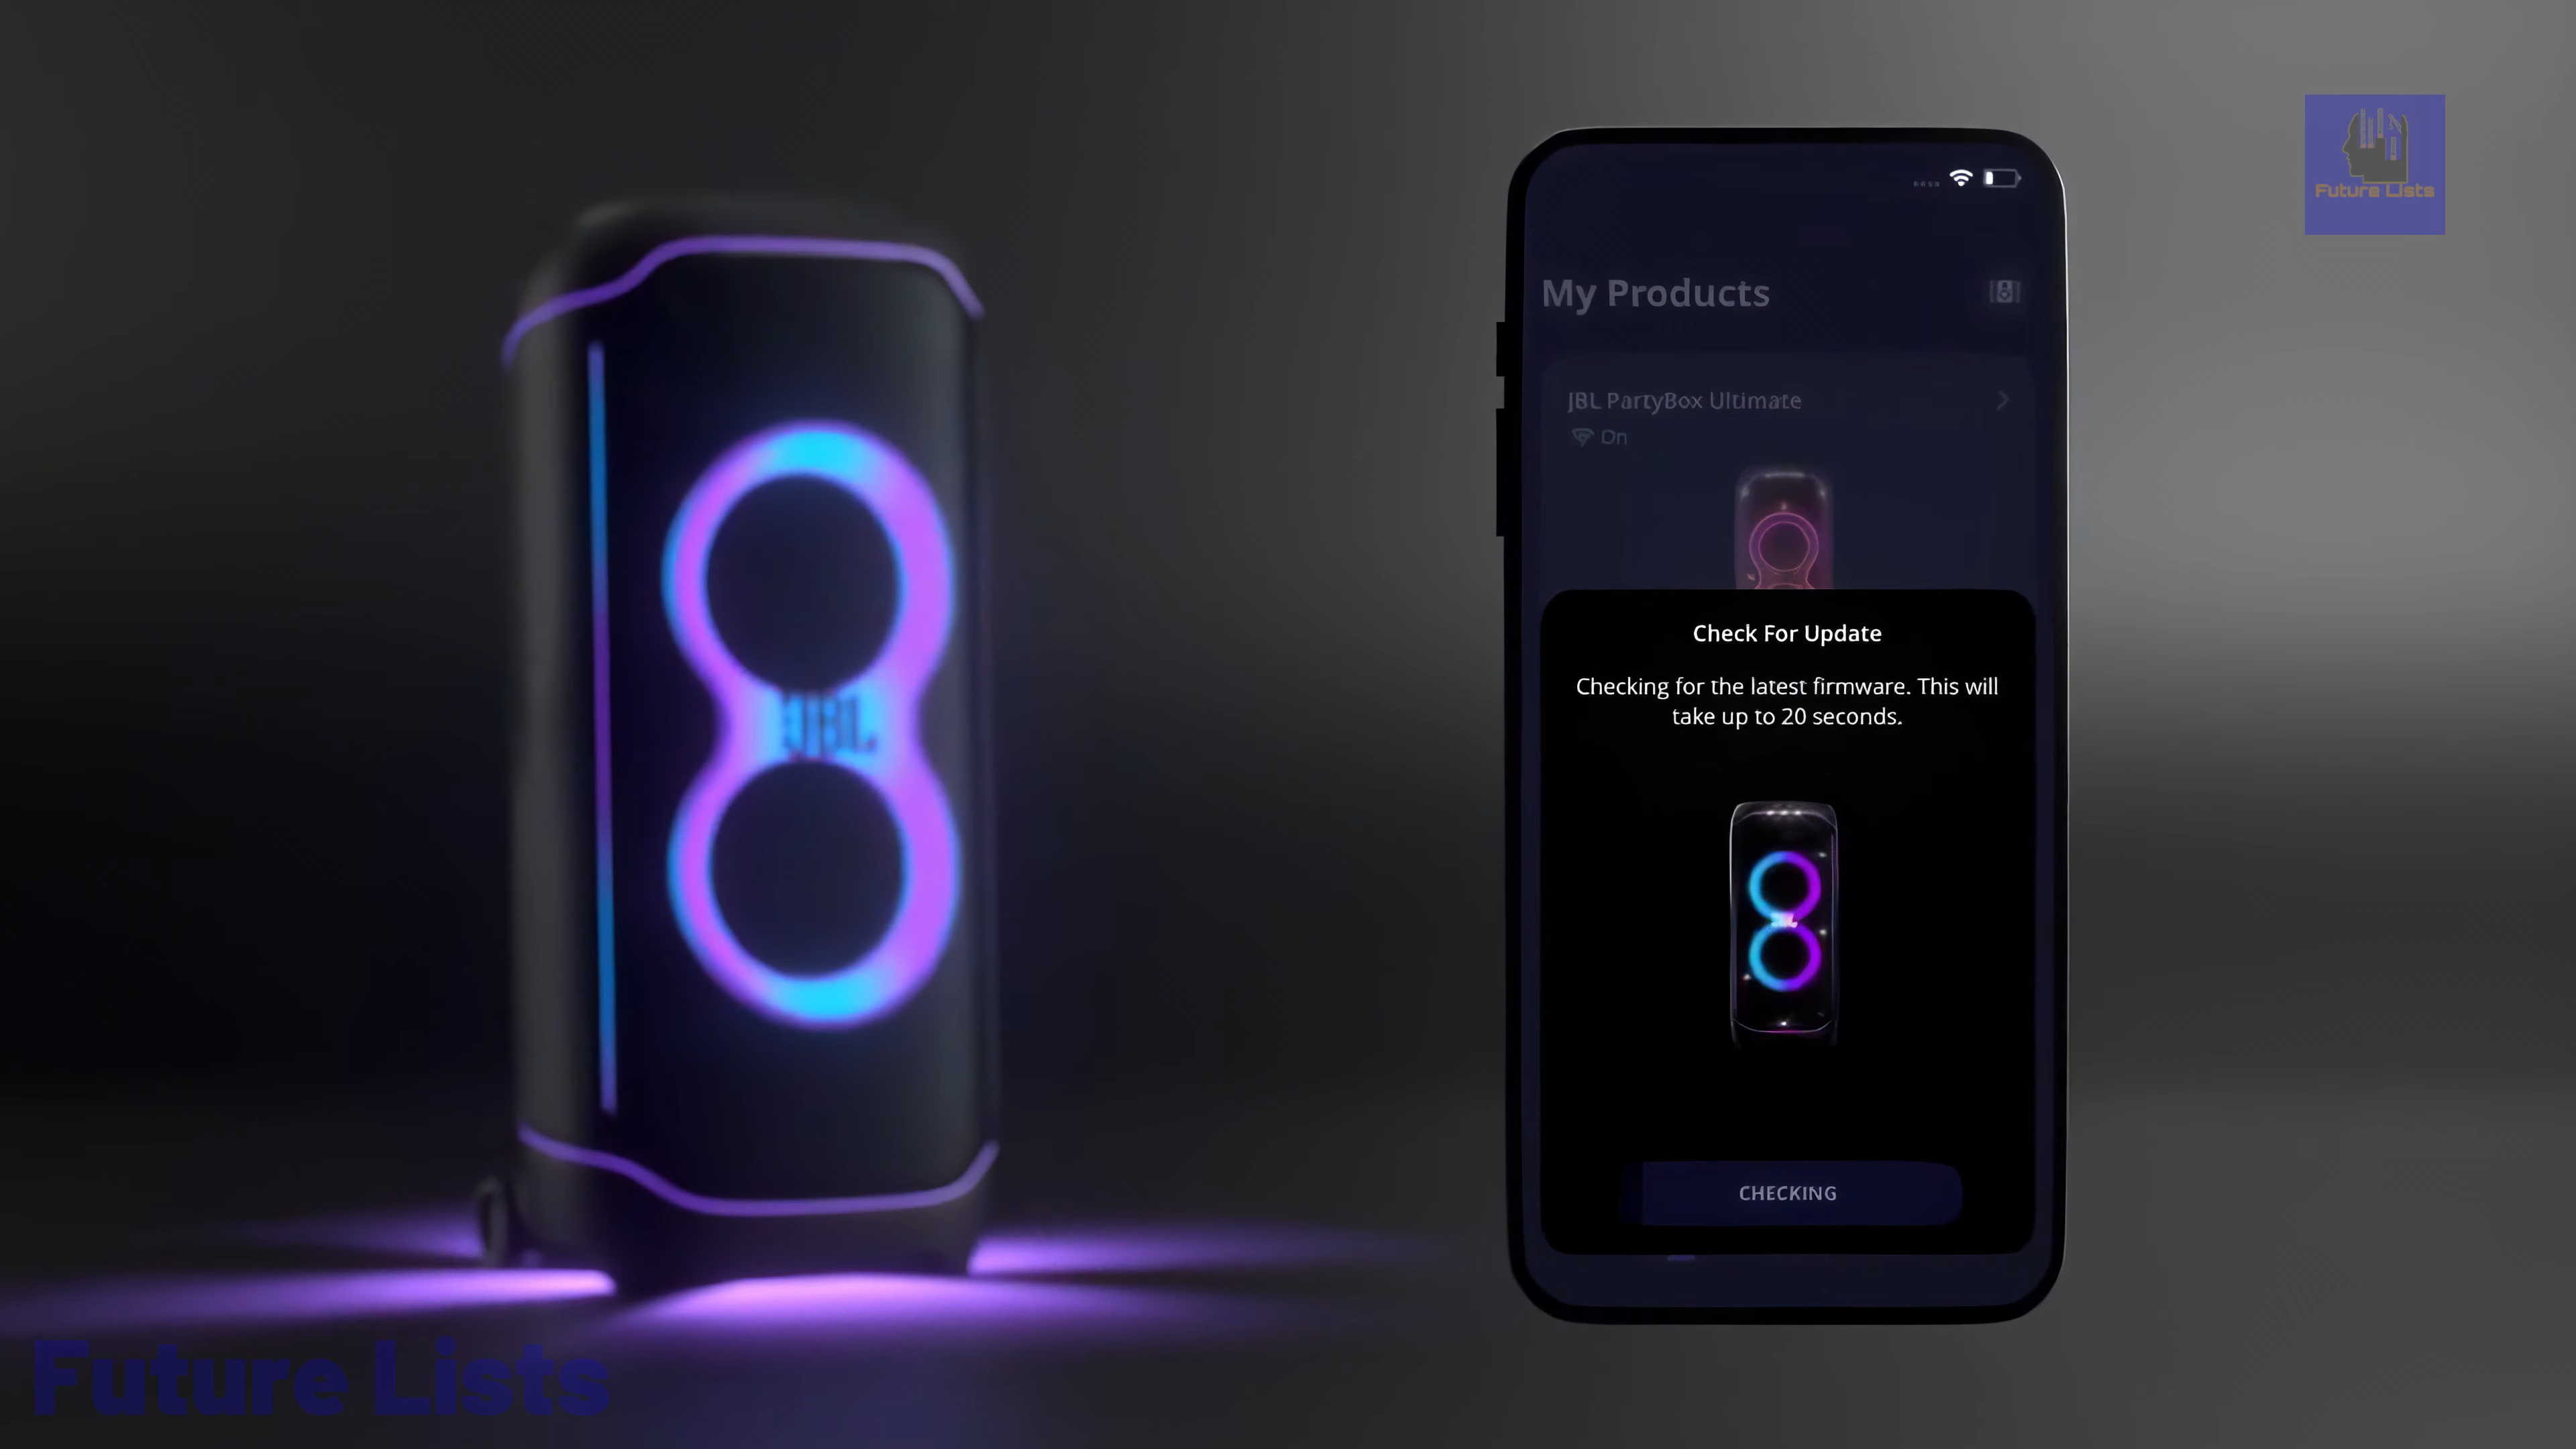 Future Lists
My Products
JBL PartyBox Ultimate
On
JBL
Check For Update
Checking for the latest firmware. This will
take up to 20 seconds.
CHECKING
Future Lists